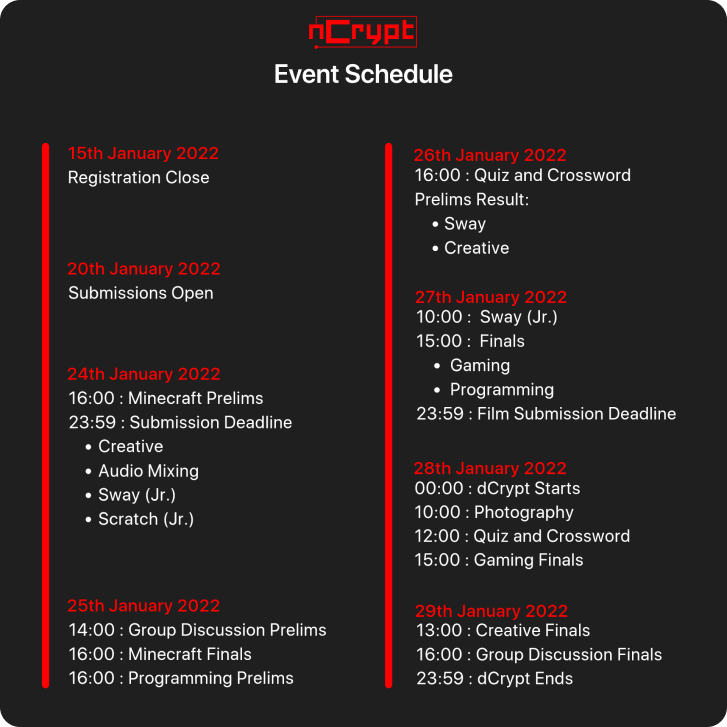 nCrypt
Event Schedule
15th January 2022
Registration Close
20th January 2022
Submissions Open
24th January 2022
16:00 : Minecraft Prelims
23:59 : Submission Deadline
• Creative
• Audio Mixing
• Sway (Jr.)
• Scratch (Jr.)
25th January 2022
14:00 : Group Discussion Prelims
16:00 : Minecraft Finals
16:00 : Programming Prelims
26th January 2022
16:00 : Quiz and Crossword
Prelims Result:
• Sway
• Creative
27th January 2022
10:00 : Sway (Jr.)
15:00 : Finals
• Gaming
• Programming
23:59 : Film Submission Deadline
28th January 2022
00:00 : dCrypt Starts
10:00 : Photography
12:00 : Quiz and Crossword
15:00 : Gaming Finals
29th January 2022
13:00 : Creative Finals
16:00 : Group Discussion Finals
23:59 : dCrypt Ends